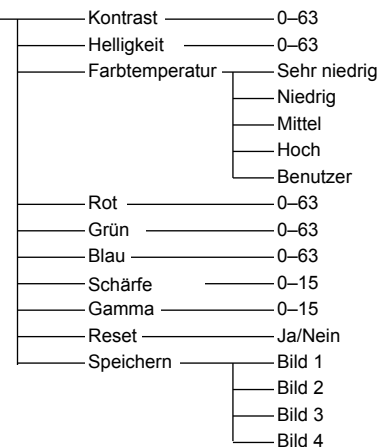 Kontrast 0–63
Helligkeit 0–63
Farbtemperatur Sehr niedrig
Niedrig
Mittel
Hoch
Benutzer
Rot 0–63
Grün 0–63
Blau 0–63
Schärfe 0–15
Gamma 0–15
Reset Ja/Nein
Speichern Bild 1
Bild 2
Bild 3
Bild 4